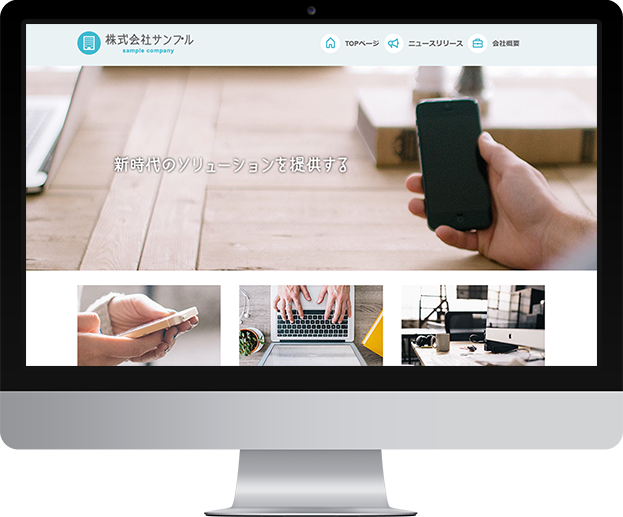 株式会社サンプル
sample company
TOPページ
ニュースリリース
会社概要
新時代のソリューションを提供する